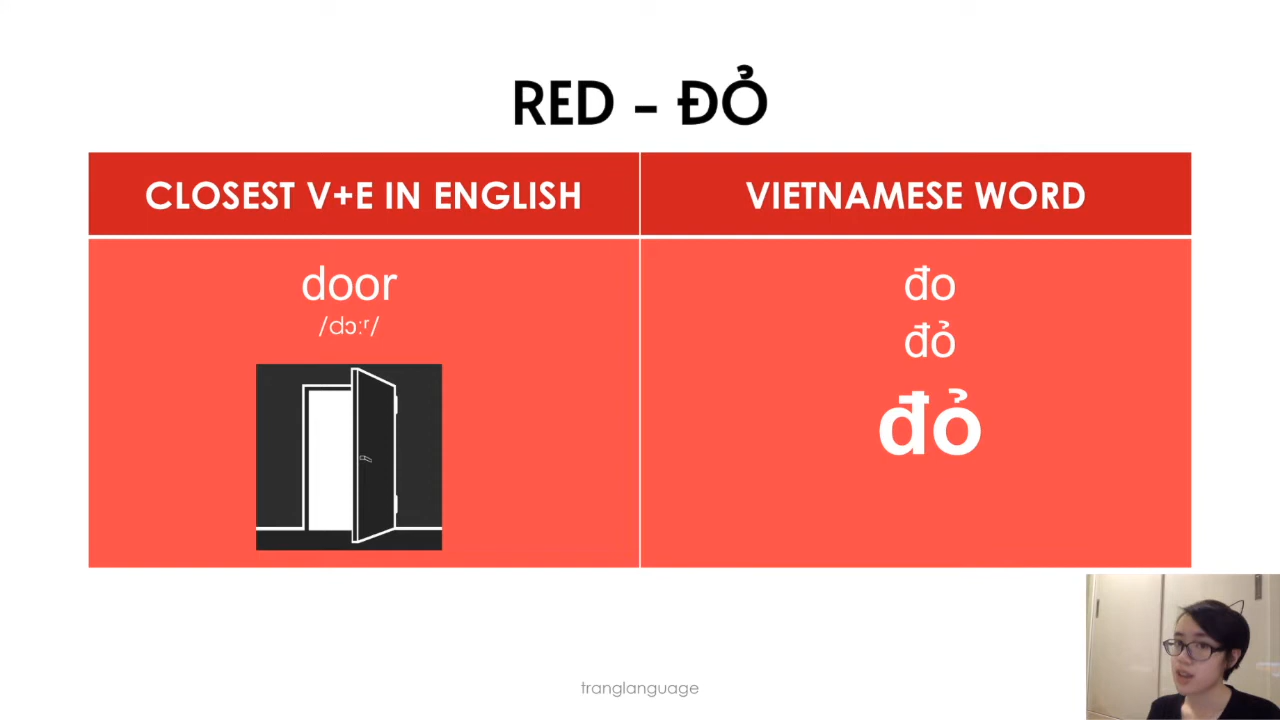 RED - ĐỎ
CLOSEST V+E IN ENGLISH
VIETNAMESE WORD
door
/dɔːʳ/
đo
đỏ
đỏ
tranglanguage